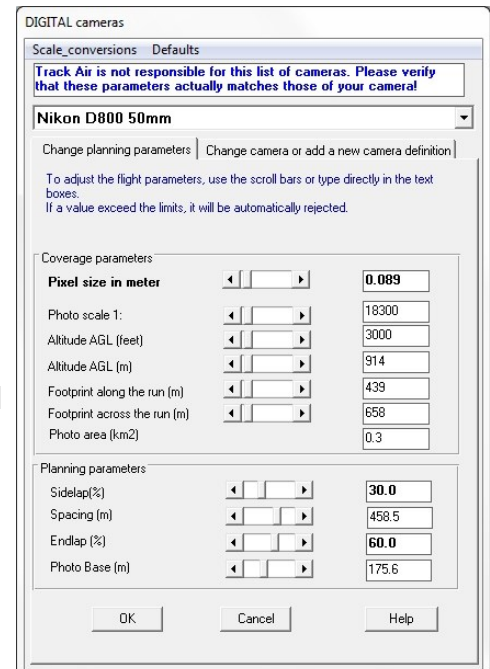 DIGITAL cameras
Scale_conversions Defaults
Track Air is not responsible for this list of cameras. Please verify
that these parameters actually matches those of your camera!
Nikon D800 50mm
Change planning parameters Change camera or add a new camera definition
To adjust the flight parameters, use the scroll bars or type directly in the text
boxes.
If a value exceed the limits, it will be automatically rejected.
Coverage parameters
Pixel size in meter 0.089
Photo scale 1: 18300
Altitude AGL (feet) 3000
Altitude AGL (m) 914
Footprint along the run (m) 439
Footprint across the run (m) 658
Photo area (km2) 0.3
Planning parameters
Sidelap(%) 30.0
Spacing (m) 458.5
Endlap (%) 60.0
Photo Base (m) 175.6
OK Cancel Help